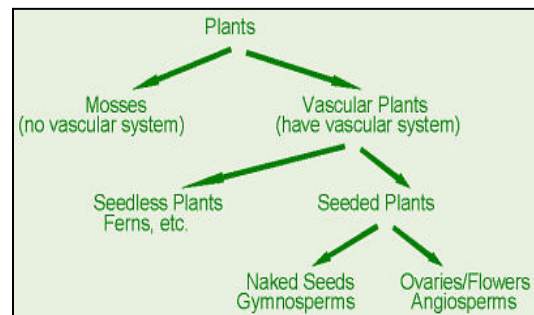 Plants
Mosses
(no vascular system)
Vascular Plants
(have vascular system)
Seedless Plants
Ferns, etc.
Seeded Plants
Naked Seeds
Gymnosperms
Ovaries/Flowers
Angiosperms